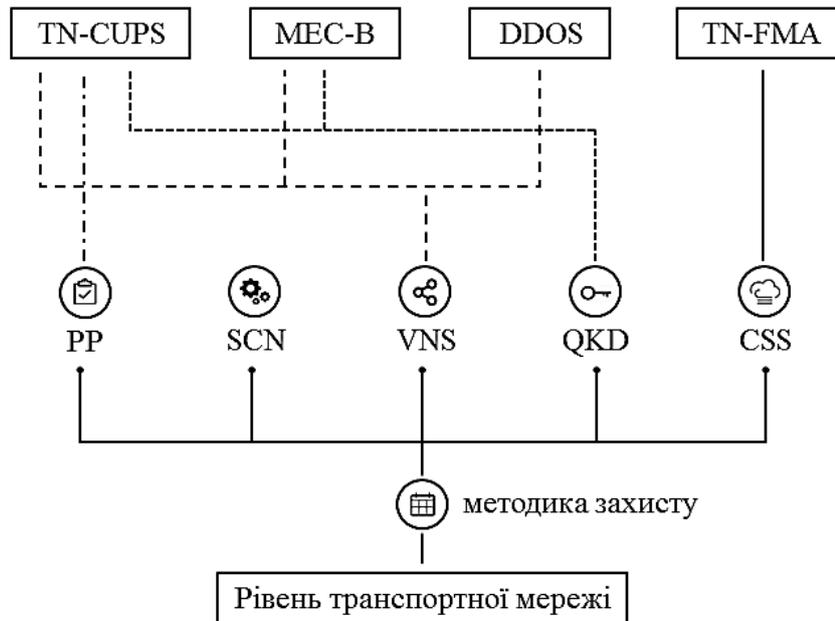 TN-CUPS
MEC-B
DDOS
TN-FMA
PP
SCN
VNS
QKD
CSS
методика захисту
Рівень транспортної мережі